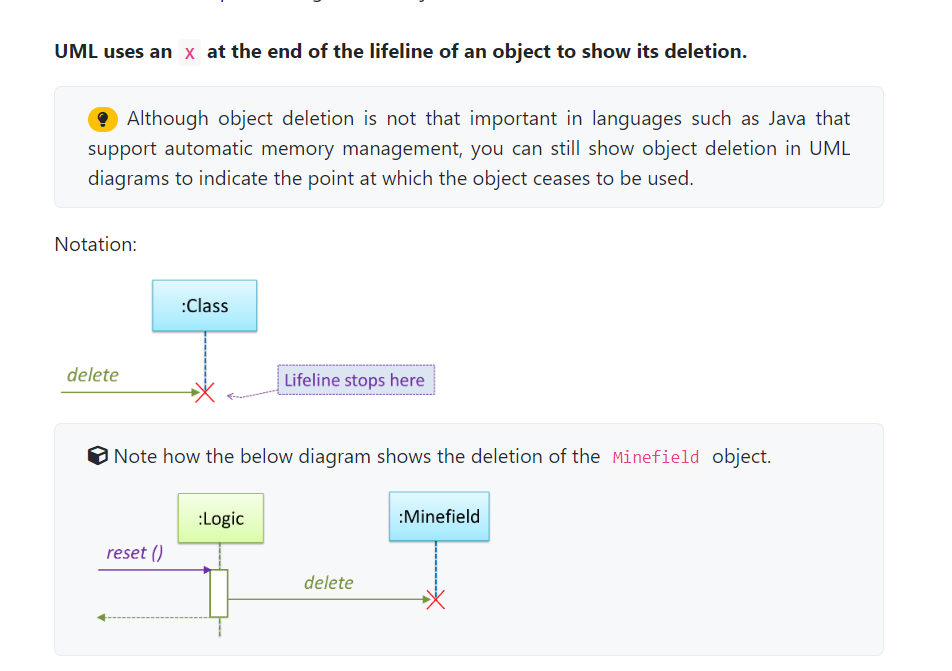 UML uses an X at the end of the lifeline of an object to show its deletion.
Although object deletion is not that important in languages such as Java that
support automatic memory management, you can still show object deletion in UML
diagrams to indicate the point at which the object ceases to be used.
Notation:
:Class
delete
Lifeline stops here
Note how the below diagram shows the deletion of the Minefield object.
:Logic
:Minefield
reset ()
delete